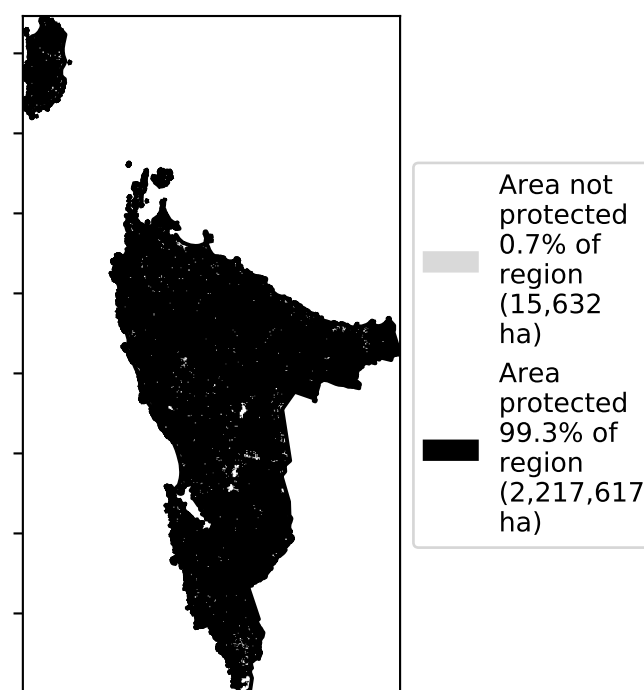 Area not
protected
0.7% of
region
(15,632
ha)
Area
protected
99.3% of
region
(2,217,617
ha)